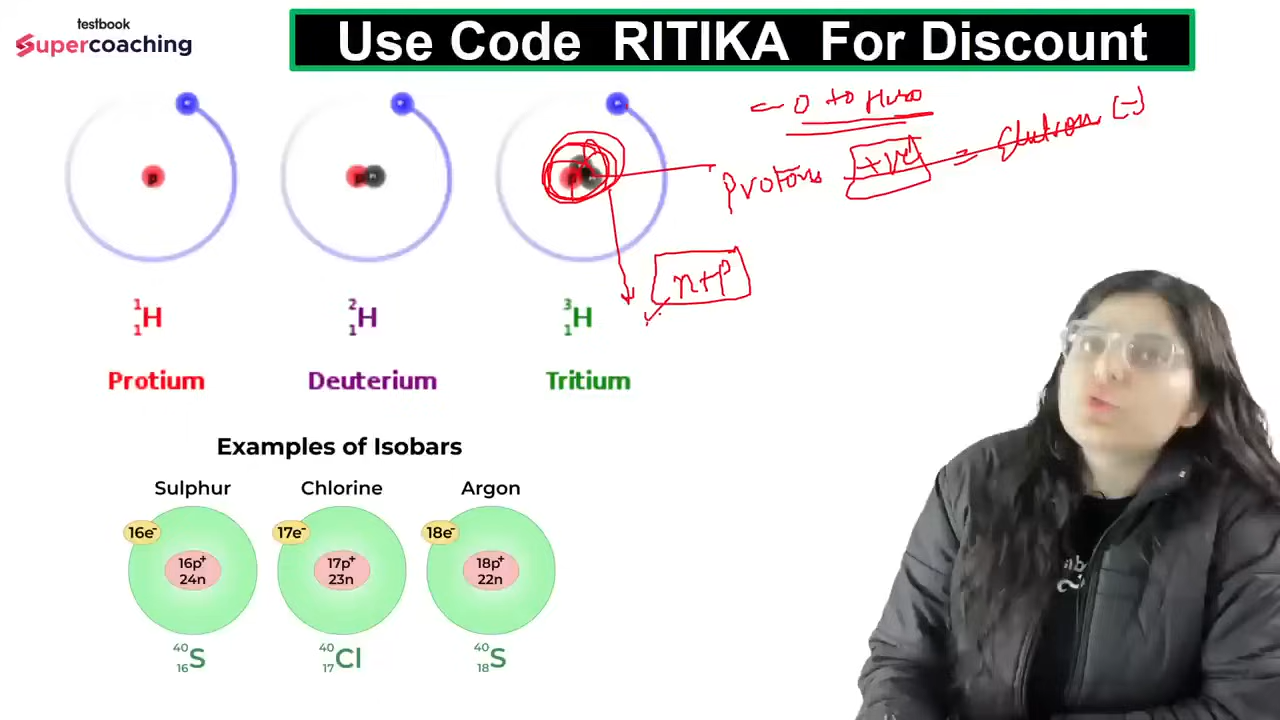 testbook
Supercoaching
Use Code RITIKA For Discount
0 to Hero
Protons +ve = Electron (-)
n+p
p
p n
p n
1
1H
2
1H
3
1H
Protium Deuterium Tritium
Examples of Isobars
Sulphur Chlorine Argon
16e- 17e- 18e-
16p+ 17p+ 18p+
24n 23n 22n
40 40 40
16S 17Cl 18S